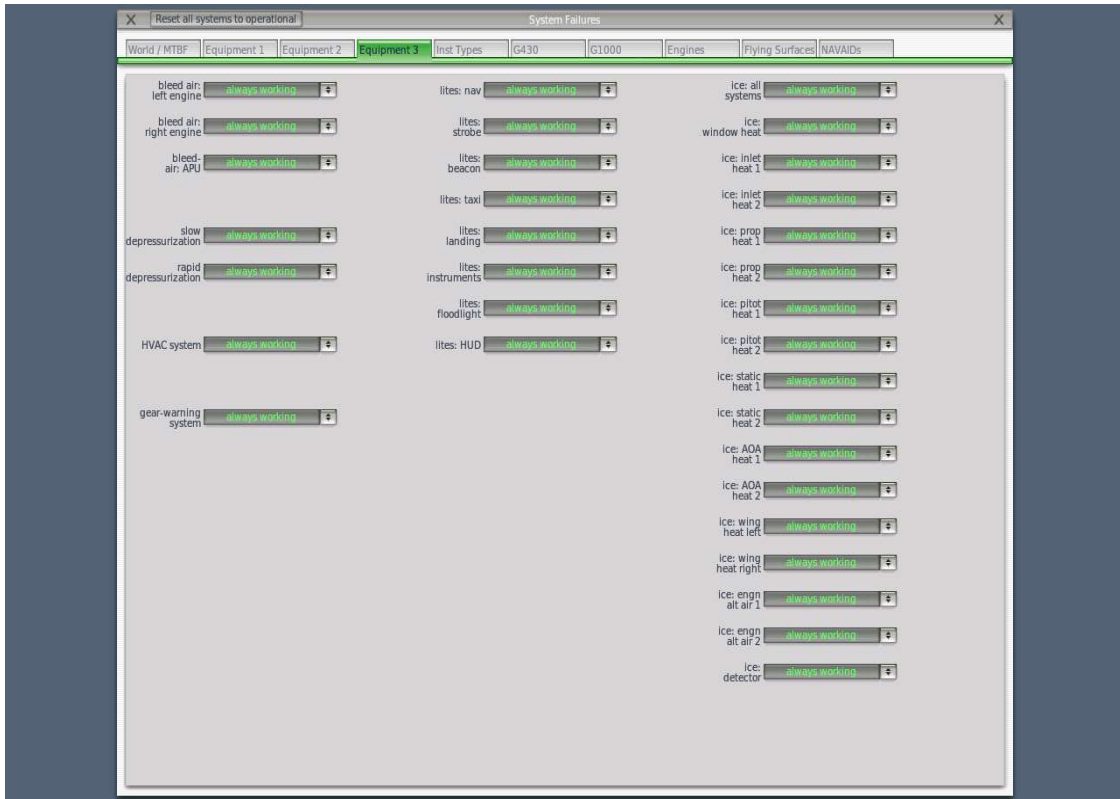 X Reset all systems to operational System Failures X
World / MTBF Equipment 1 Equipment 2 Equipment 3 Inst Types G430 G1000 Engines Flying Surfaces NAVAIDs
bleed air:
left engine always working
bleed air:
right engine always working
bleed-
air: APU always working
slow
depressurization always working
rapid
depressurization always working
HVAC system always working
gear-warning
system always working
lites: nav always working
lites:
strobe always working
lites:
beacon always working
lites: taxi always working
lites:
landing always working
lites:
instruments always working
lites:
floodlight always working
lites: HUD always working
ice: all
systems always working
ice:
window heat always working
ice: inlet
heat 1 always working
ice: inlet
heat 2 always working
ice: prop
heat 1 always working
ice: prop
heat 2 always working
ice: pitot
heat 1 always working
ice: pitot
heat 2 always working
ice: static
heat 1 always working
ice: static
heat 2 always working
ice: AOA
heat 1 always working
ice: AOA
heat 2 always working
ice: wing
heat left always working
ice: wing
heat right always working
ice: engn
alt air 1 always working
ice: engn
alt air 2 always working
ice:
detector always working